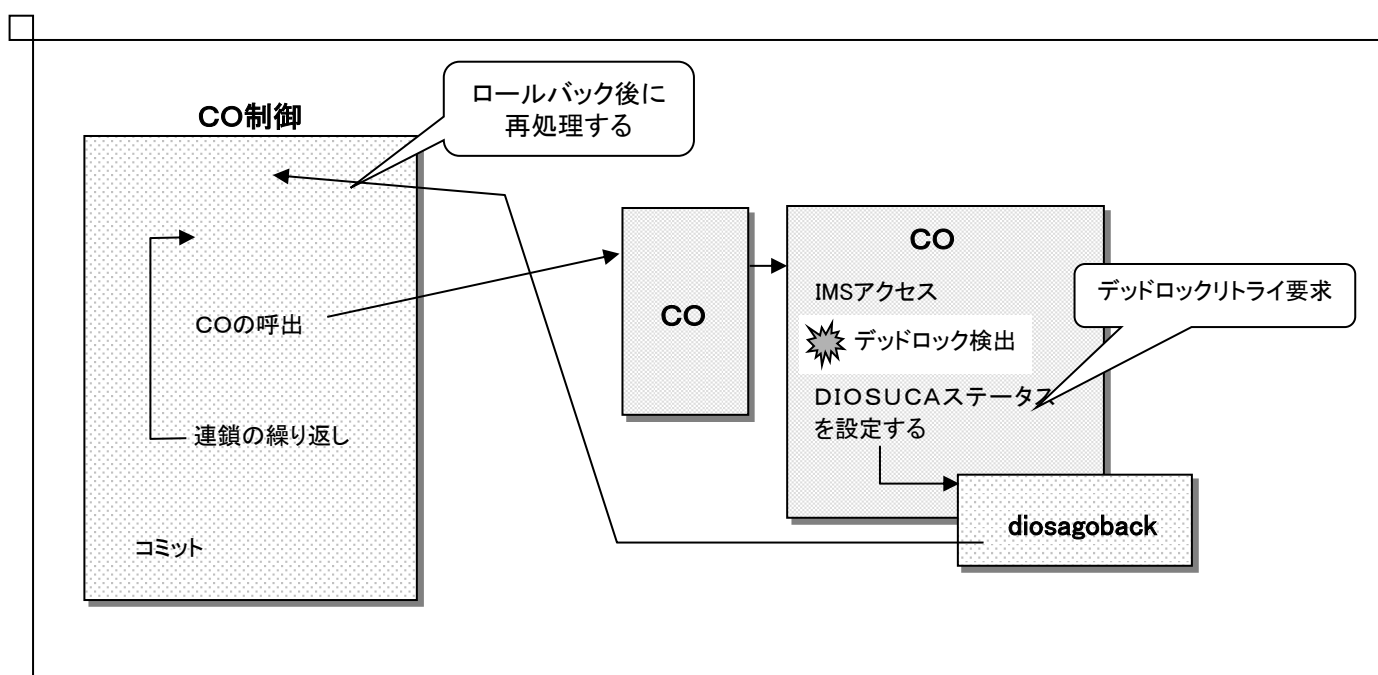 ロールバック後に
再処理する
CO制御
CO
IMSアクセス
デッドロックリトライ要求
COの呼出
CO
デッドロック検出
DIOSUCAステータス
を設定する
連鎖の繰り返し
diosagoback
コミット